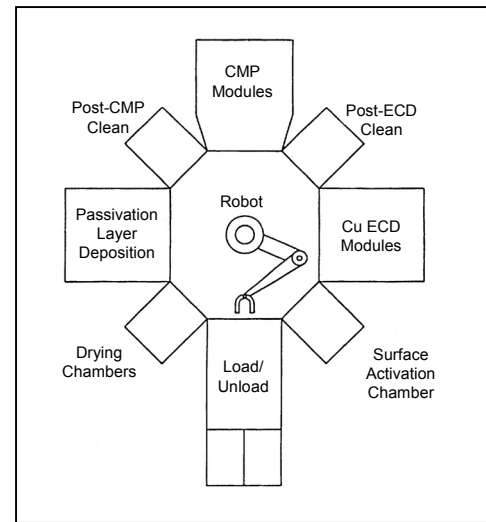 CMP
Modules
Post-CMP
Clean
Post-ECD
Clean
Passivation
Layer
Deposition
Robot
Cu ECD
Modules
Drying
Chambers
Load/
Unload
Surface
Activation
Chamber